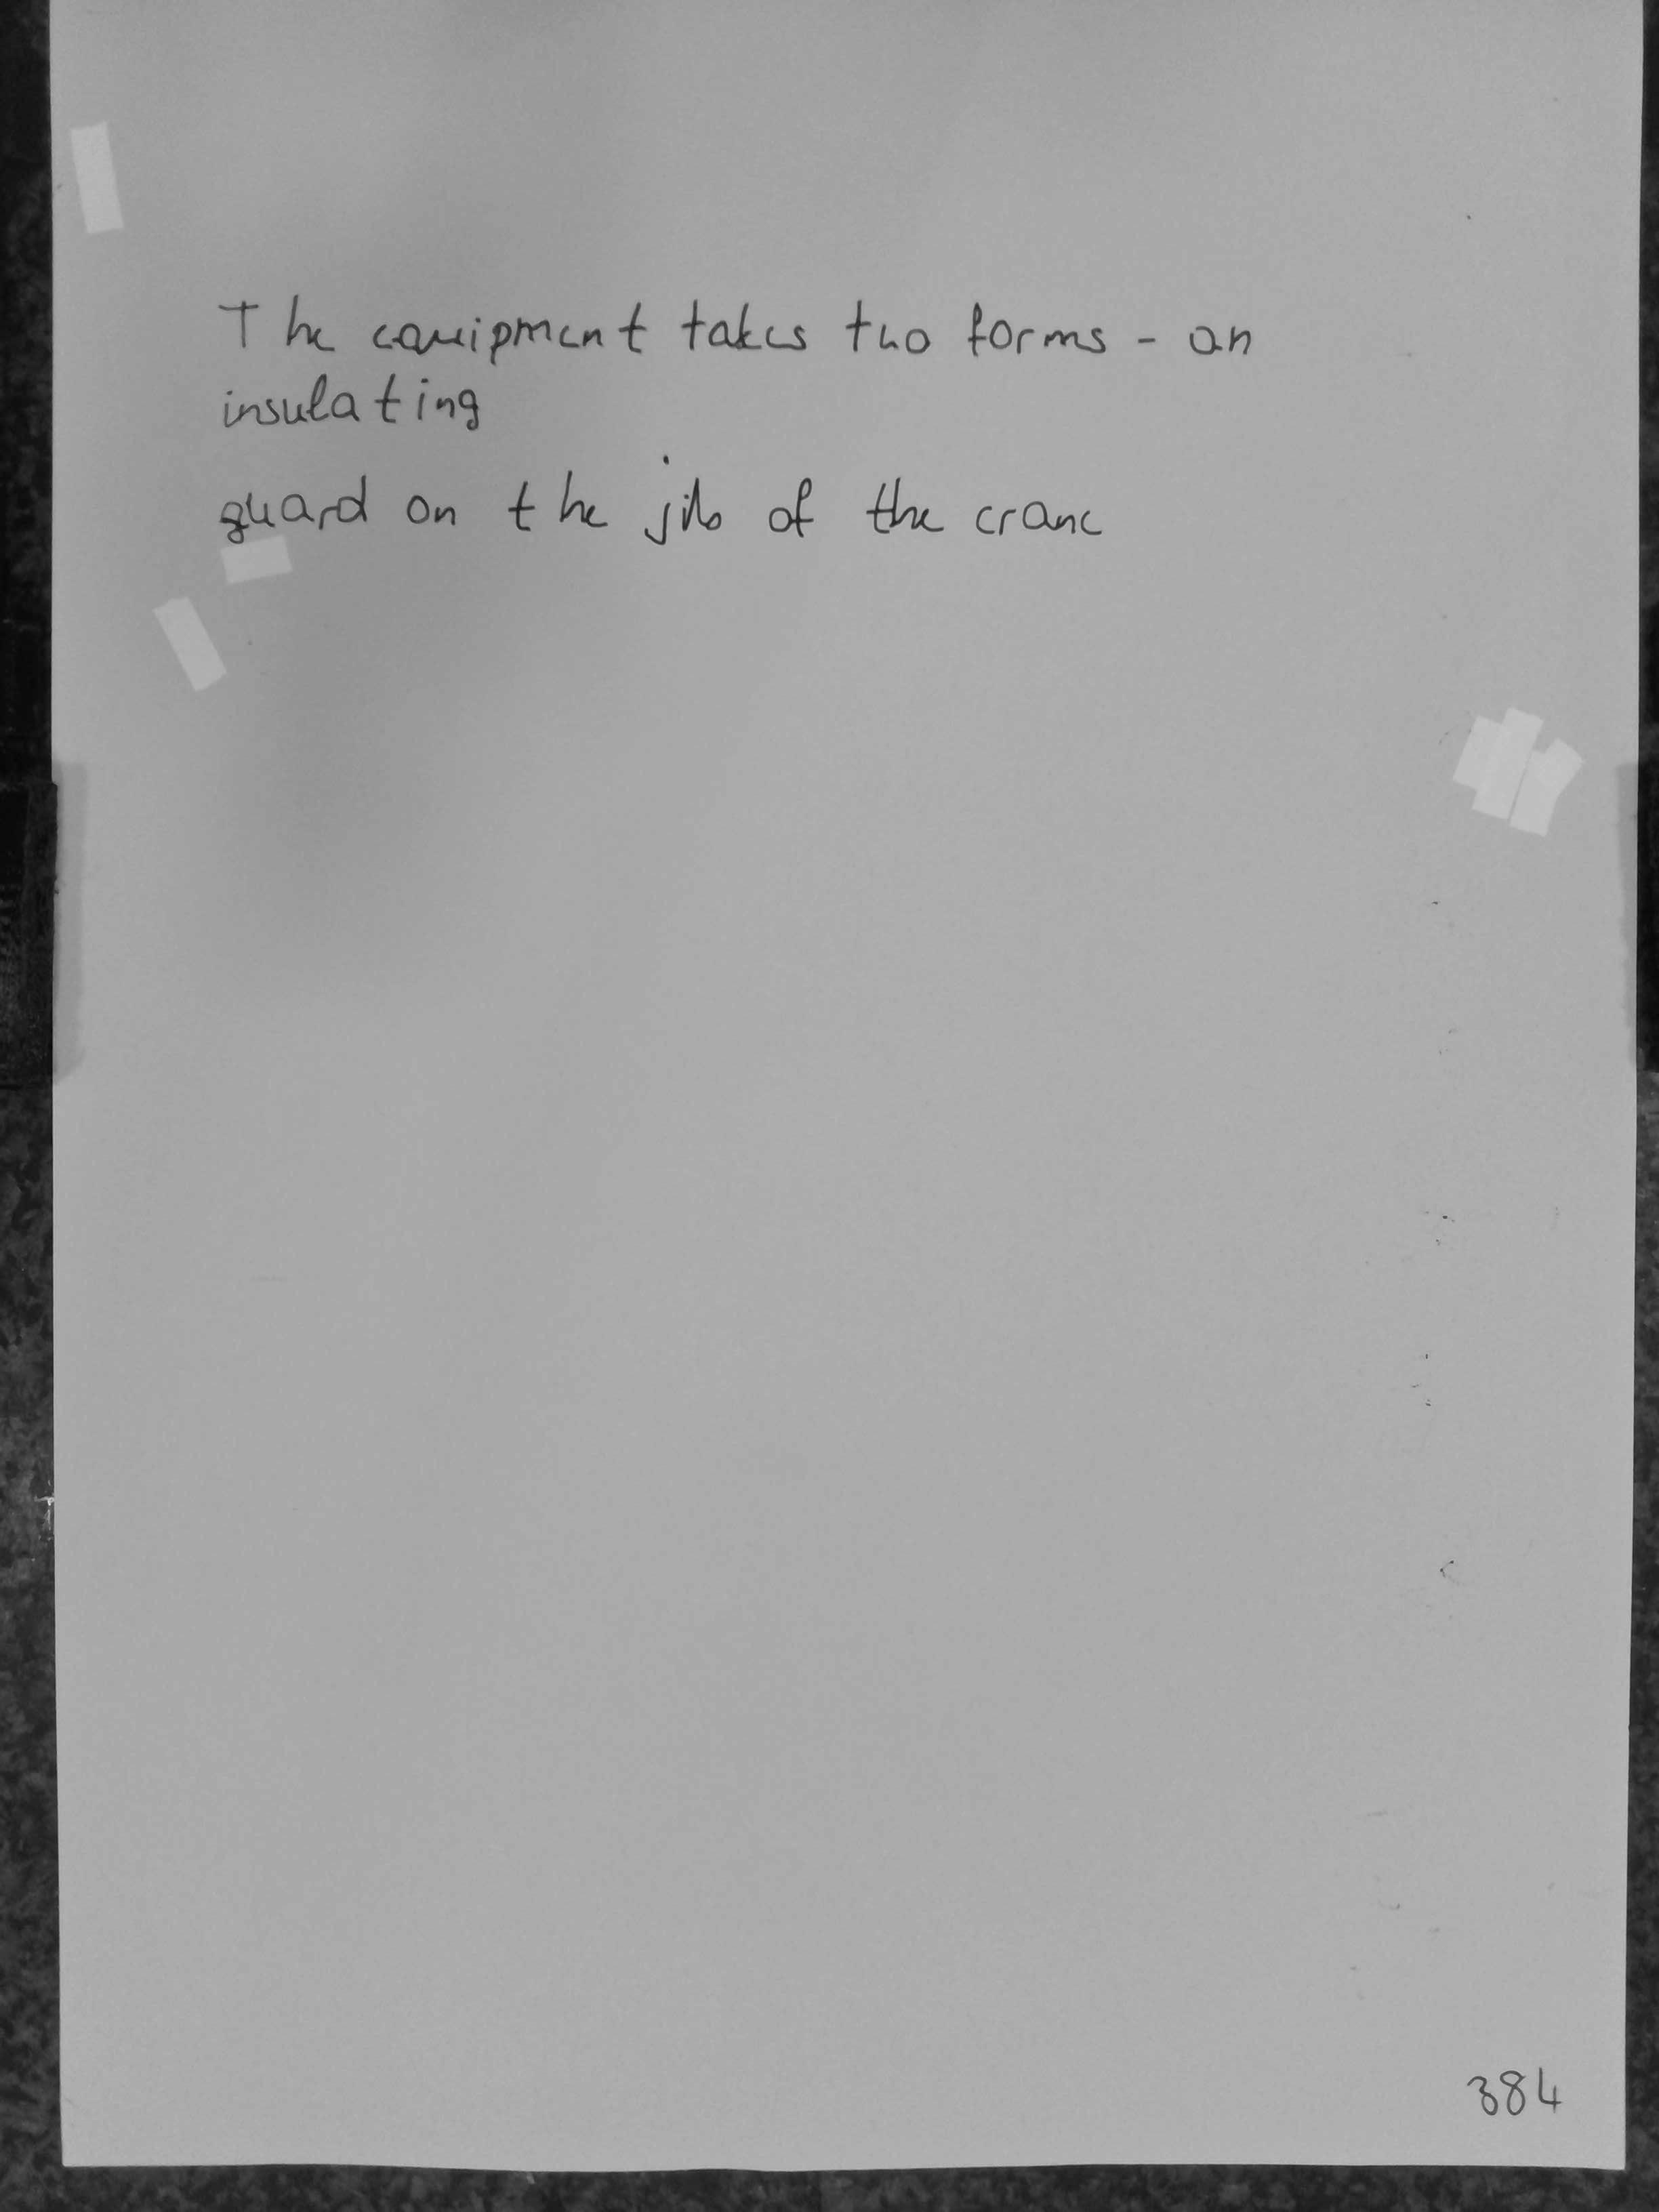 The equipment takes two forms - an
insulating
guard on the jib of the crane
384